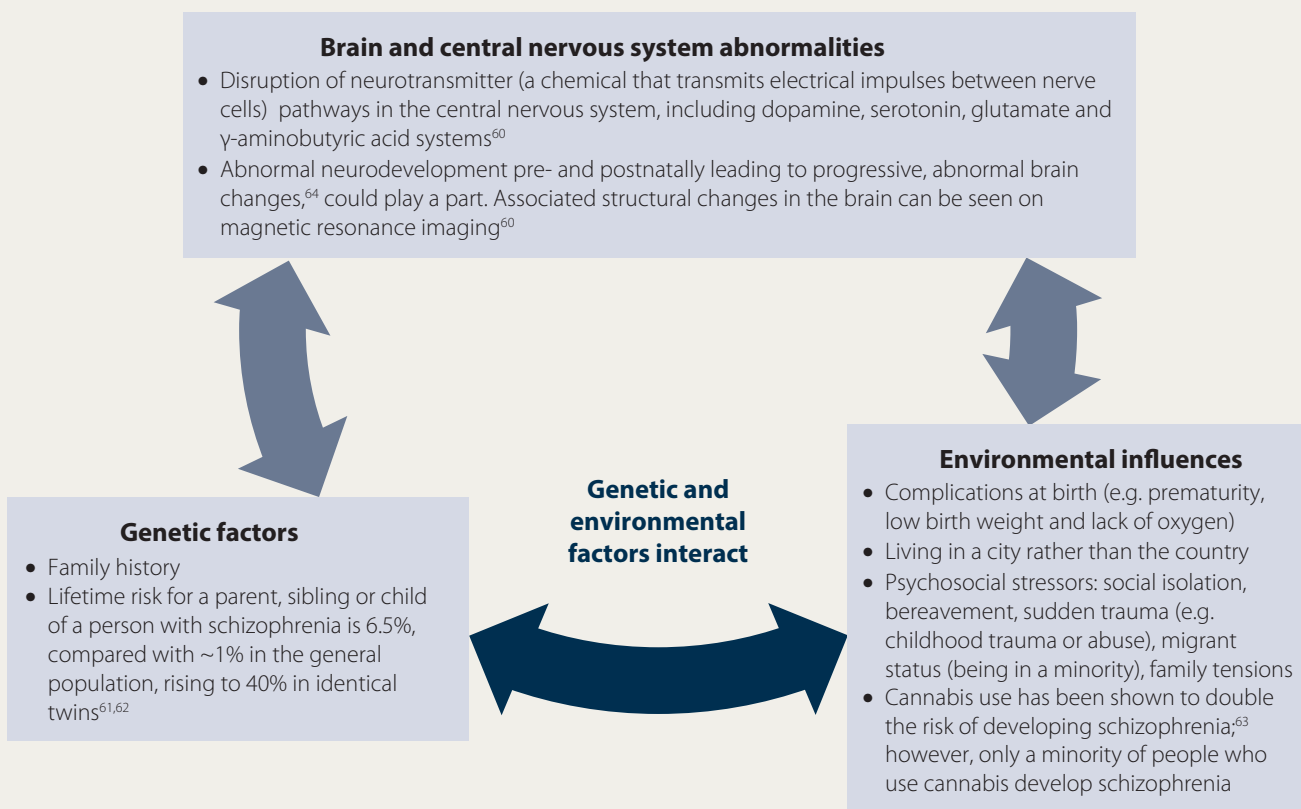 Brain and central nervous system abnormalities
• Disruption of neurotransmitter (a chemical that transmits electrical impulses between nerve
cells)  pathways in the central nervous system, including dopamine, serotonin, glutamate and
γ-aminobutyric acid systems⁶⁰
• Abnormal neurodevelopment pre- and postnatally leading to progressive, abnormal brain
changes,⁶⁴ could play a part. Associated structural changes in the brain can be seen on
magnetic resonance imaging⁶⁰
Genetic factors
• Family history
• Lifetime risk for a parent, sibling or child
of a person with schizophrenia is 6.5%,
compared with ~1% in the general
population, rising to 40% in identical
twins⁶¹,⁶²
Genetic and
environmental
factors interact
Environmental influences
• Complications at birth (e.g. prematurity,
low birth weight and lack of oxygen)
• Living in a city rather than the country
• Psychosocial stressors: social isolation,
bereavement, sudden trauma (e.g.
childhood trauma or abuse), migrant
status (being in a minority), family tensions
• Cannabis use has been shown to double
the risk of developing schizophrenia;⁶³
however, only a minority of people who
use cannabis develop schizophrenia